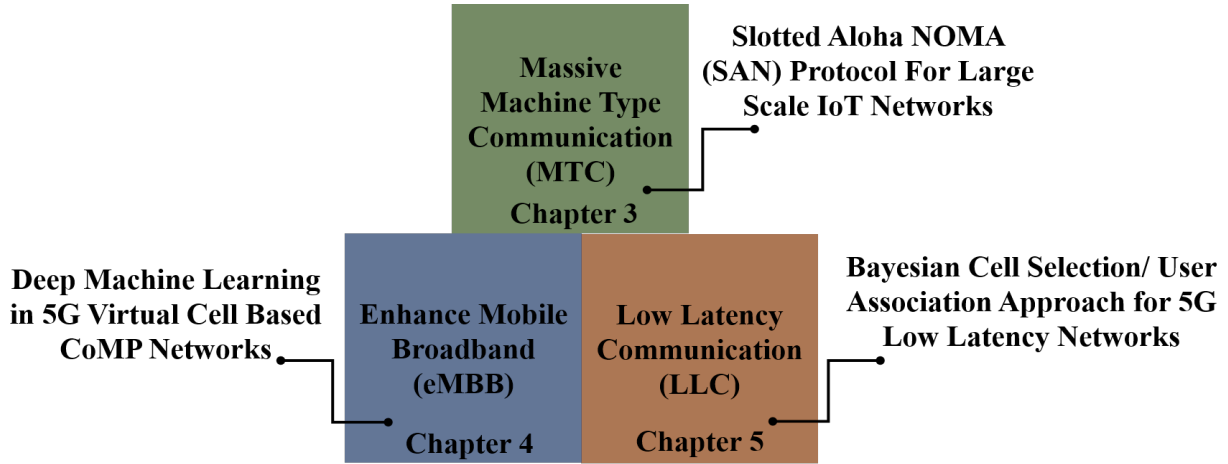 Massive
Machine Type
Communication
(MTC)
Chapter 3
Slotted Aloha NOMA
(SAN) Protocol For Large
Scale IoT Networks
Deep Machine Learning
in 5G Virtual Cell Based
CoMP Networks
Enhance Mobile
Broadband
(eMBB)
Chapter 4
Low Latency
Communication
(LLC)
Chapter 5
Bayesian Cell Selection/ User
Association Approach for 5G
Low Latency Networks